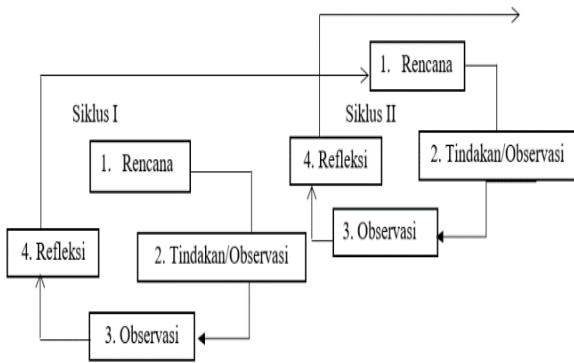 Siklus I
1. Rencana
2. Tindakan/Observasi
3. Observasi
4. Refleksi
Siklus II
1. Rencana
2. Tindakan/Observasi
3. Observasi
4. Refleksi